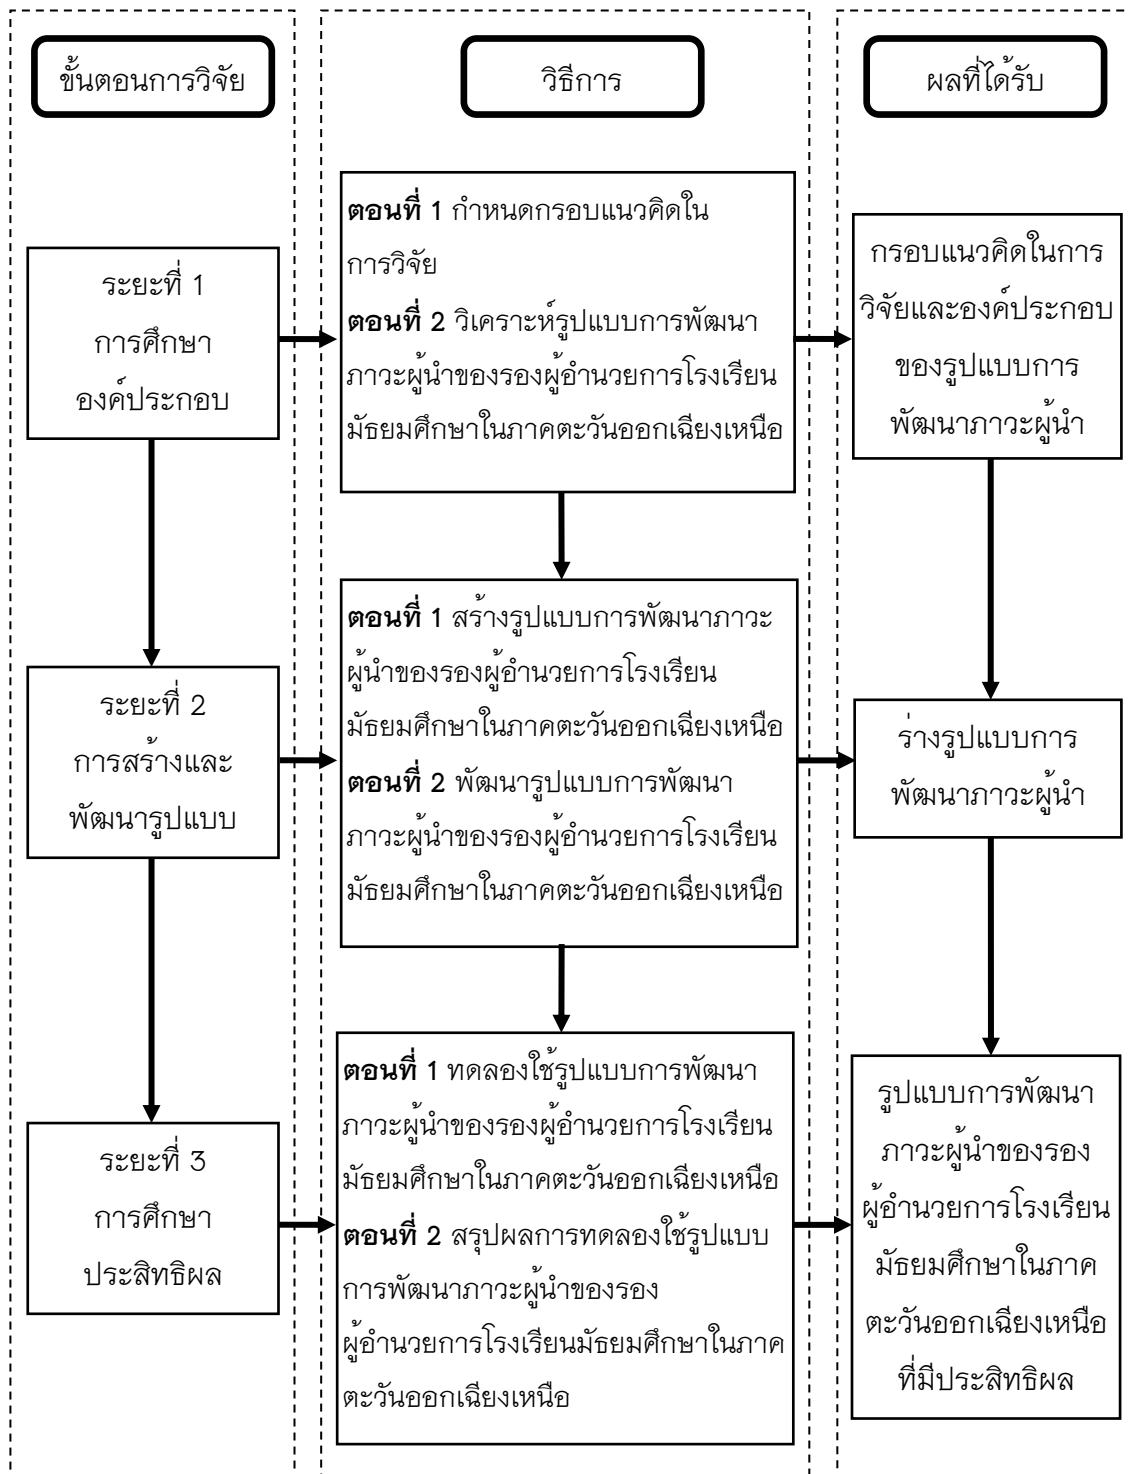 ขั้นตอนการวิจัย
วิธีการ
ผลที่ได้รับ
ระยะที่ 1
การศึกษา
องค์ประกอบ
ตอนที่ 1 กำหนดกรอบแนวคิดใน
การวิจัย
ตอนที่ 2 วิเคราะห์รูปแบบการพัฒนา
ภาวะผู้นำของรองผู้อำนวยการโรงเรียน
มัธยมศึกษาในภาคตะวันออกเฉียงเหนือ
กรอบแนวคิดในการ
วิจัยและองค์ประกอบ
ของรูปแบบการ
พัฒนาภาวะผู้นำ
ระยะที่ 2
การสร้างและ
พัฒนารูปแบบ
ตอนที่ 1 สร้างรูปแบบการพัฒนาภาวะ
ผู้นำของรองผู้อำนวยการโรงเรียน
มัธยมศึกษาในภาคตะวันออกเฉียงเหนือ
ตอนที่ 2 พัฒนารูปแบบการพัฒนา
ภาวะผู้นำของรองผู้อำนวยการโรงเรียน
มัธยมศึกษาในภาคตะวันออกเฉียงเหนือ
ร่างรูปแบบการ
พัฒนาภาวะผู้นำ
ระยะที่ 3
การศึกษา
ประสิทธิผล
ตอนที่ 1 ทดลองใช้รูปแบบการพัฒนา
ภาวะผู้นำของรองผู้อำนวยการโรงเรียน
มัธยมศึกษาในภาคตะวันออกเฉียงเหนือ
ตอนที่ 2 สรุปผลการทดลองใช้รูปแบบ
การพัฒนาภาวะผู้นำของรอง
ผู้อำนวยการโรงเรียนมัธยมศึกษาในภาค
ตะวันออกเฉียงเหนือ
รูปแบบการพัฒนา
ภาวะผู้นำของรอง
ผู้อำนวยการโรงเรียน
มัธยมศึกษาในภาค
ตะวันออกเฉียงเหนือ
ที่มีประสิทธิผล